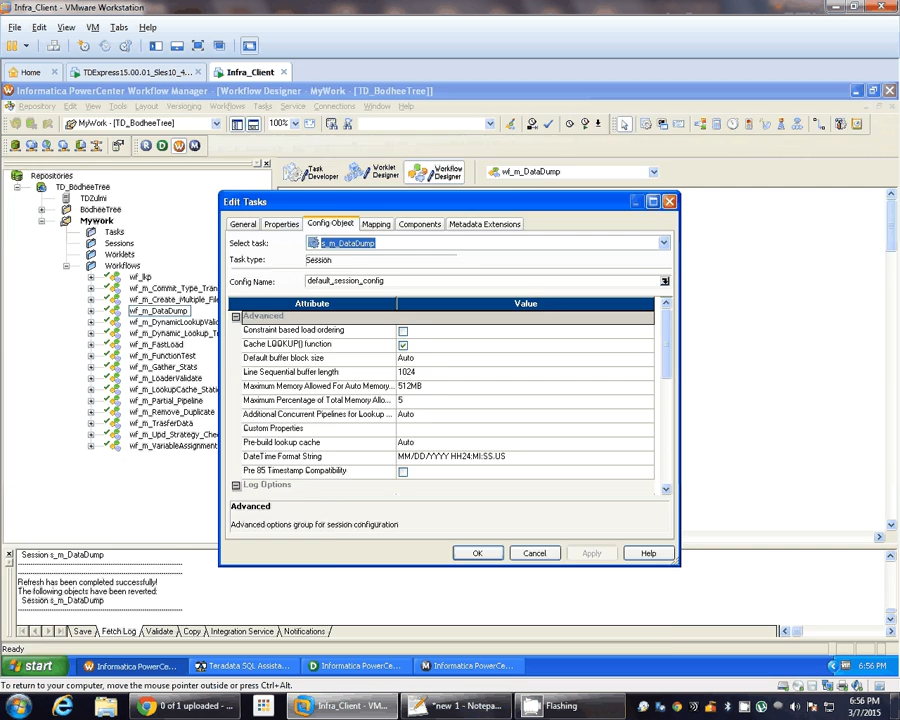 Infra_Client - VMware Workstation
File Edit View VM Tabs Help
Home TDExpress15.00.01_Sles10_4... Infra_Client
Informatica PowerCenter Workflow Manager - [Workflow Designer - MyWork - [TD_BodheeTree]]
Repository Edit View Tools Layout Versioning Workflows Tasks Service Connections Window Help
MyWork - [TD_BodheeTree] 100%
R D W M
Repositories
TD_BodheeTree
TDZulmi
BodheeTree
MyWork
Tasks
Sessions
Worklets
Workflows
wf_lkp
wf_m_Commit_Type_Tran
wf_m_Create_Multiple_File
wf_m_DataDump
wf_m_DynamicLookupVali
wf_m_Dynamic_Lookup_Tr
wf_m_FastLoad
wf_m_FunctionTest
wf_m_Gather_Stats
wf_m_LoaderValidate
wf_m_LookupCache_Stati
wf_m_Partial_Pipeline
wf_m_Remove_Duplicate
wf_m_TrasferData
wf_m_Upd_Strategy_Che
wf_m_VariableAssignment
Task Developer Worklet Designer Workflow Designer wf_m_DataDump
Edit Tasks
General Properties Config Object Mapping Components Metadata Extensions
Select task: s_m_DataDump
Task type: Session
Config Name: default_session_config
Attribute Value
Advanced
Constraint based load ordering
Cache LOOKUP() function
Default buffer block size Auto
Line Sequential buffer length 1024
Maximum Memory Allowed For Auto Memory... 512MB
Maximum Percentage of Total Memory Allo... 5
Additional Concurrent Pipelines for Lookup ... Auto
Custom Properties
Pre-build lookup cache Auto
DateTime Format String MM/DD/YYYY HH24:MI:SS.US
Pre 85 Timestamp Compatibility
Log Options
Advanced
Advanced options group for session configuration
OK Cancel Apply Help
Session s_m_DataDump
Refresh has been completed successfully!
The following objects have been reverted:
Session s_m_DataDump
Save Fetch Log Validate Copy Integration Service Notifications
Ready
start Informatica PowerCe... Teradata SQL Assista... Informatica PowerCe... Informatica PowerCe... 6:56 PM
To return to your computer, move the mouse pointer outside or press Ctrl+Alt.
0 of 1 uploaded - ... Infra_Client - VM... *new 1 - Notepa... Flashing 6:56 PM
3/7/2015